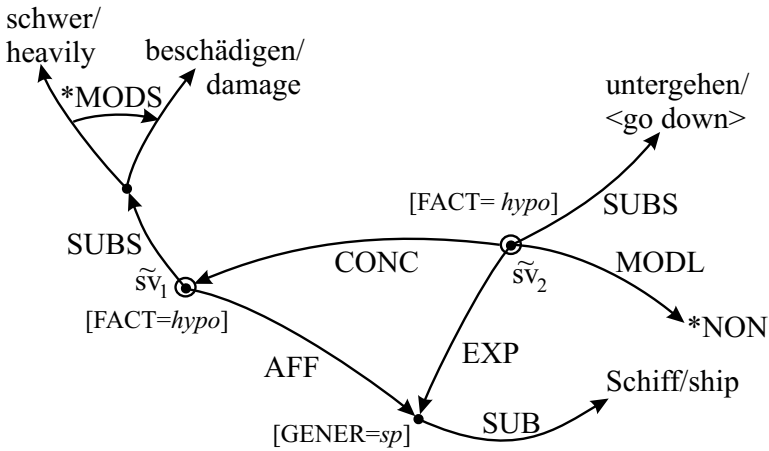 schwer/
heavily
beschädigen/
damage
*MODS
untergehen/
<go down>
[FACT= hypo]
SUBS
SUBS
CONC
s͠v₂
MODL
s͠v₁
[FACT=hypo]
*NON
AFF
EXP
Schiff/ship
[GENER=sp]
SUB